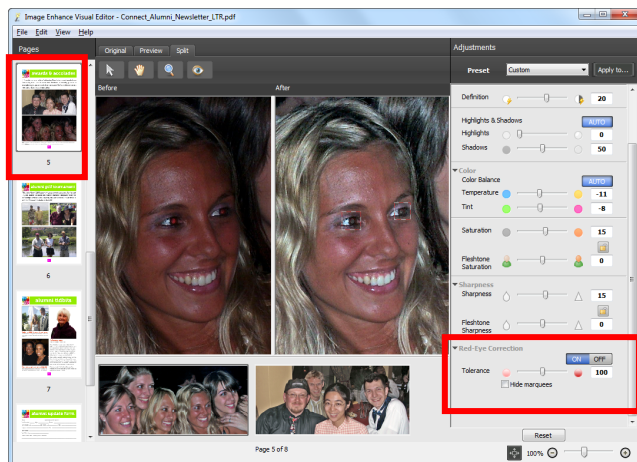 Image Enhance Visual Editor - Connect_Alumni_Newsletter_LTR.pdf
File Edit View Help
Pages
Original Preview Split
Adjustments
Preset Custom Apply to...
Before After
Definition 20
Highlights & Shadows AUTO
Highlights 0
Shadows 50
Color
Color Balance AUTO
Temperature -11
Tint -8
Saturation 15
Fleshtone
Saturation 0
Sharpness
Sharpness 15
Fleshtone
Sharpness 0
Red-Eye Correction
ON OFF
Tolerance 100
Hide marquees
Reset
5
6
alumni tidbits
7
alumni update form
Page 5 of 8
100%